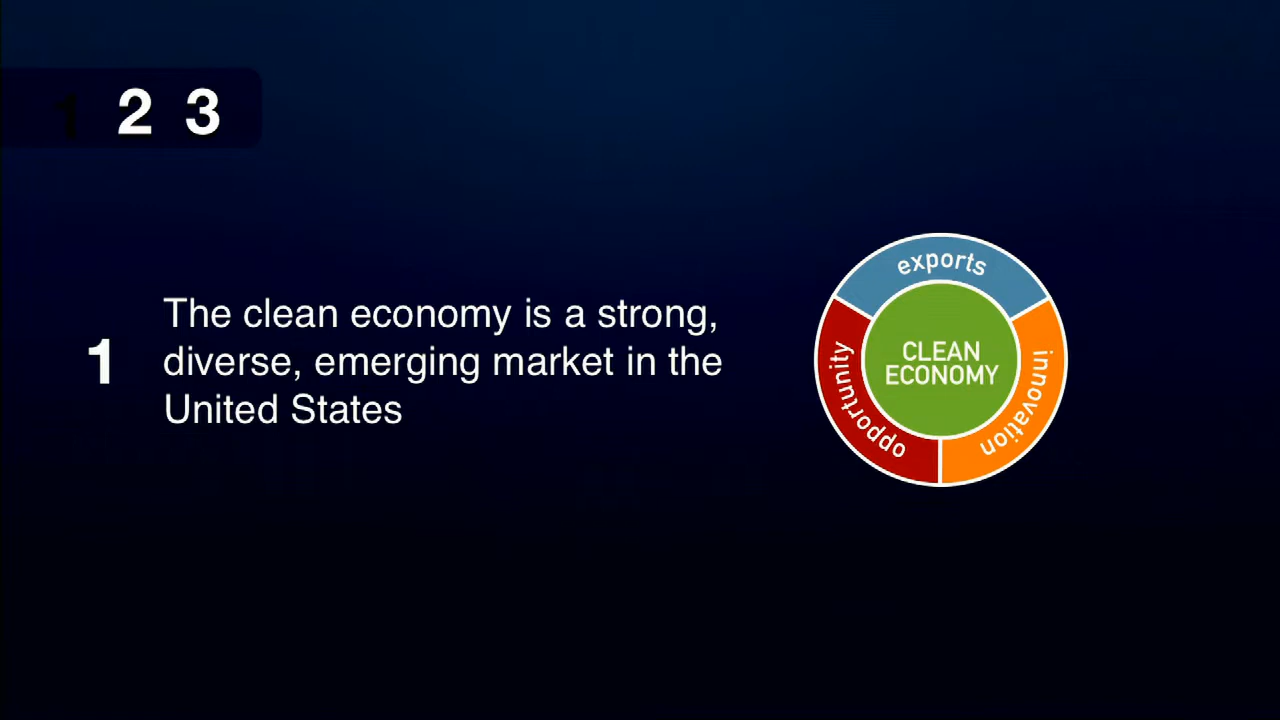 1 2 3
1
The clean economy is a strong,
diverse, emerging market in the
United States
exports
CLEAN
ECONOMY
opportunity
innovation